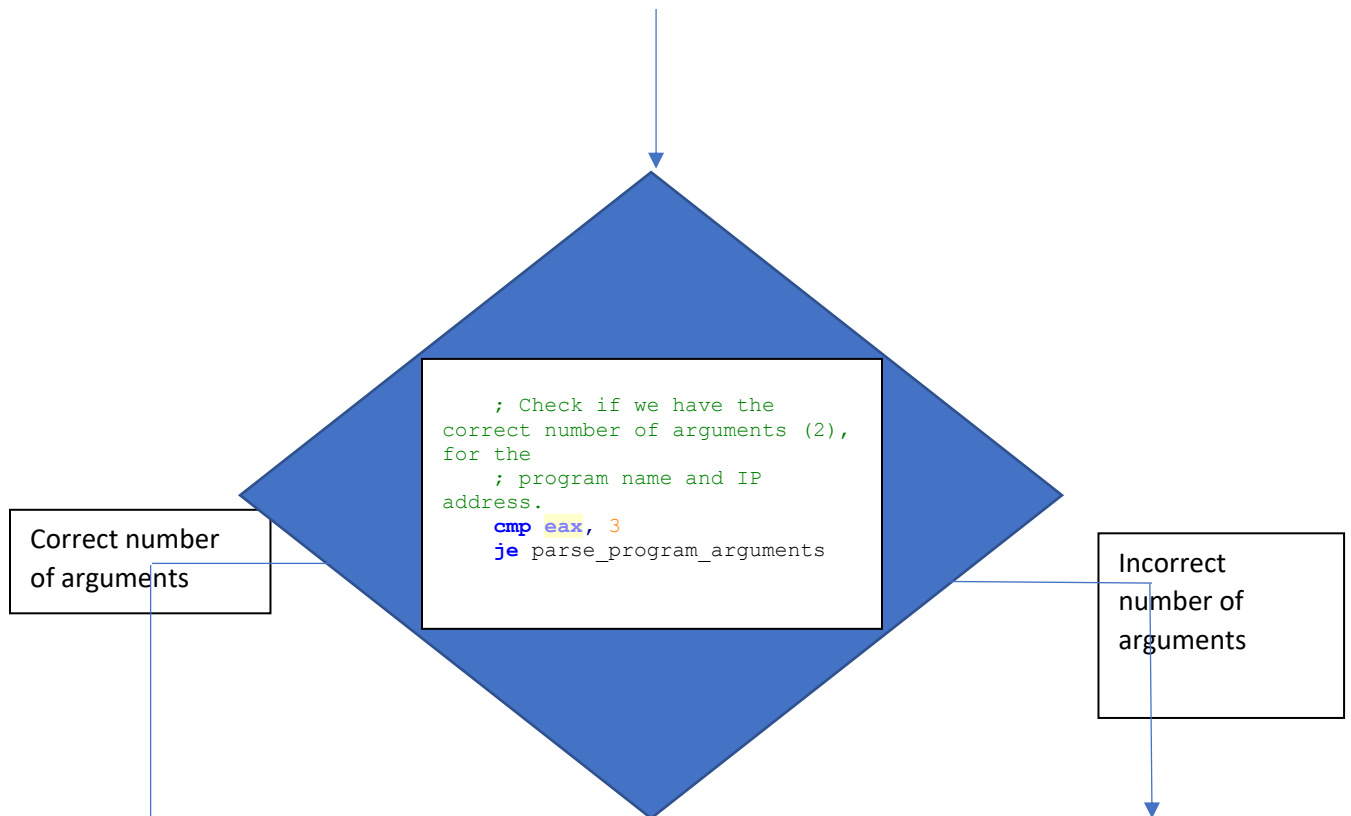 ; Check if we have the
correct number of arguments (2),
for the
; program name and IP
address.
cmp eax, 3
je parse_program_arguments
Correct number
of arguments
Incorrect
number of
arguments